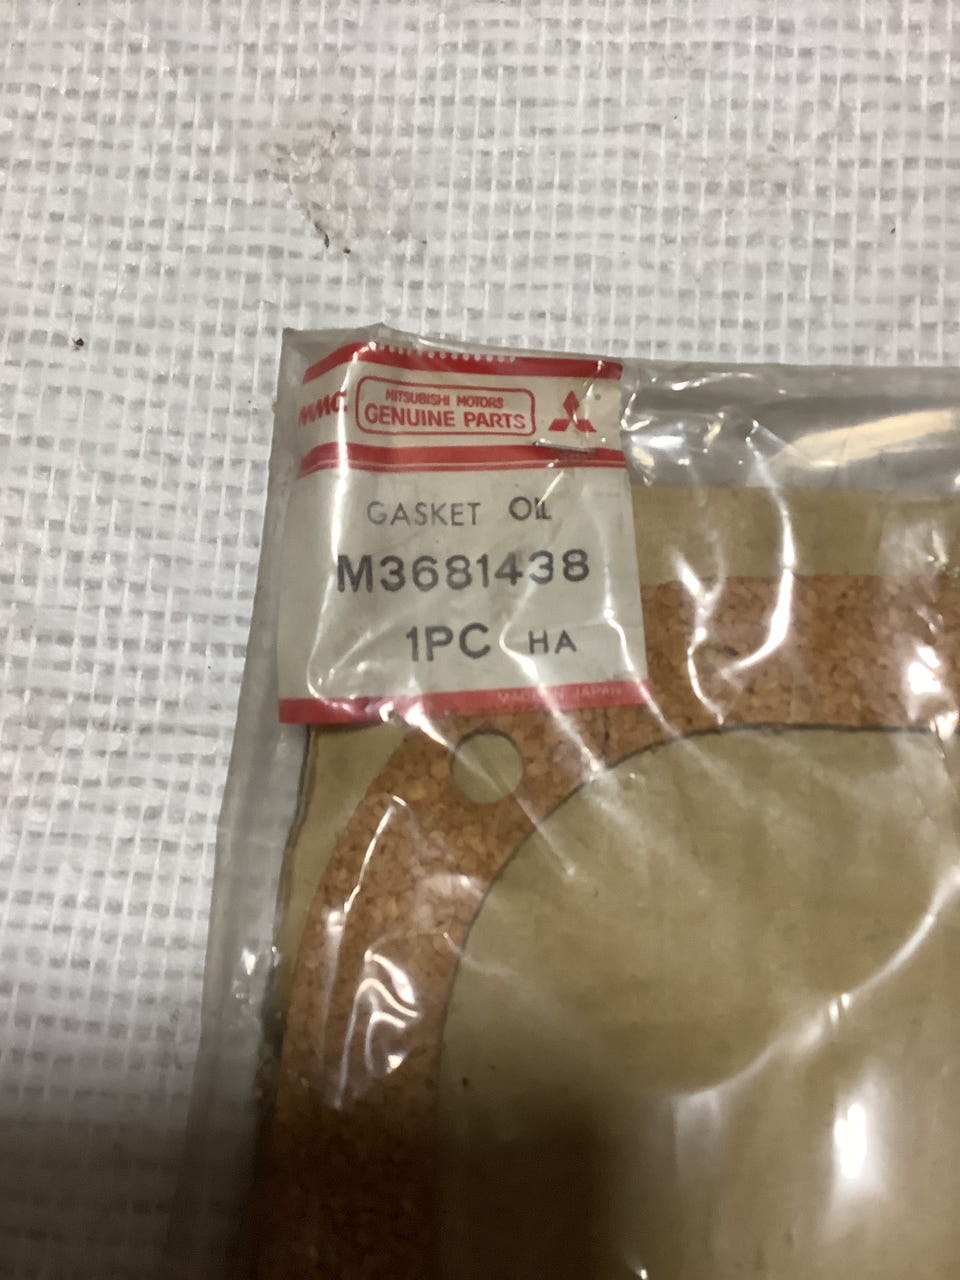 MMC
MITSUBISHI MOTORS
GENUINE PARTS
GASKET OIL
M3681438
1PC HA
MADE IN JAPAN